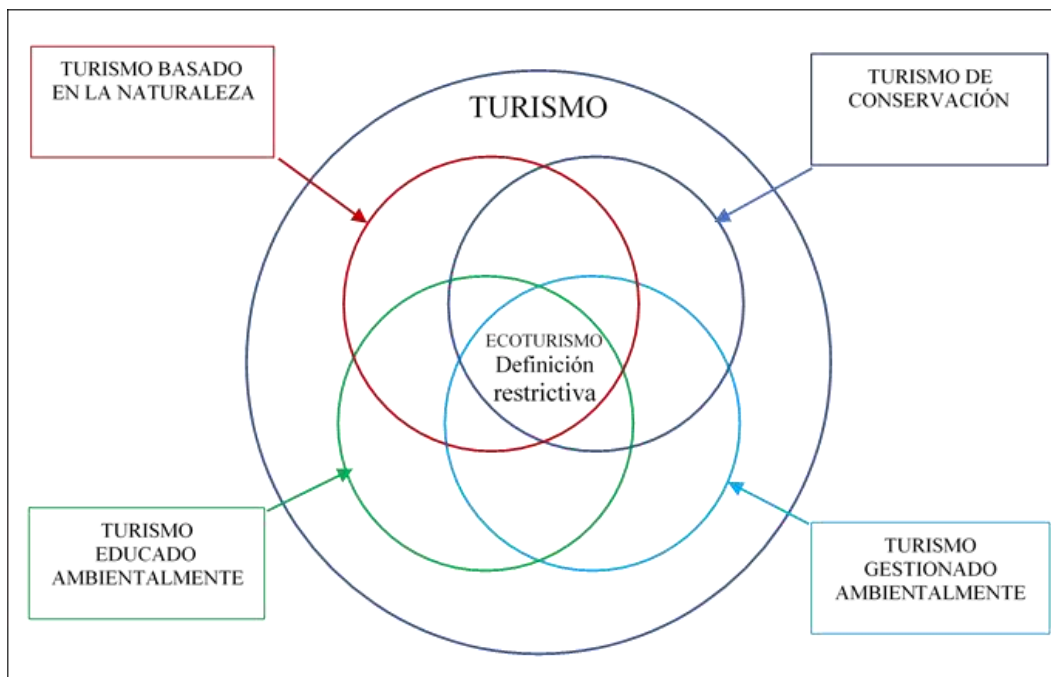 TURISMO BASADO
EN LA NATURALEZA
TURISMO DE
CONSERVACIÓN
TURISMO
ECOTURISMO
Definición
restrictiva
TURISMO
EDUCADO
AMBIENTALMENTE
TURISMO
GESTIONADO
AMBIENTALMENTE